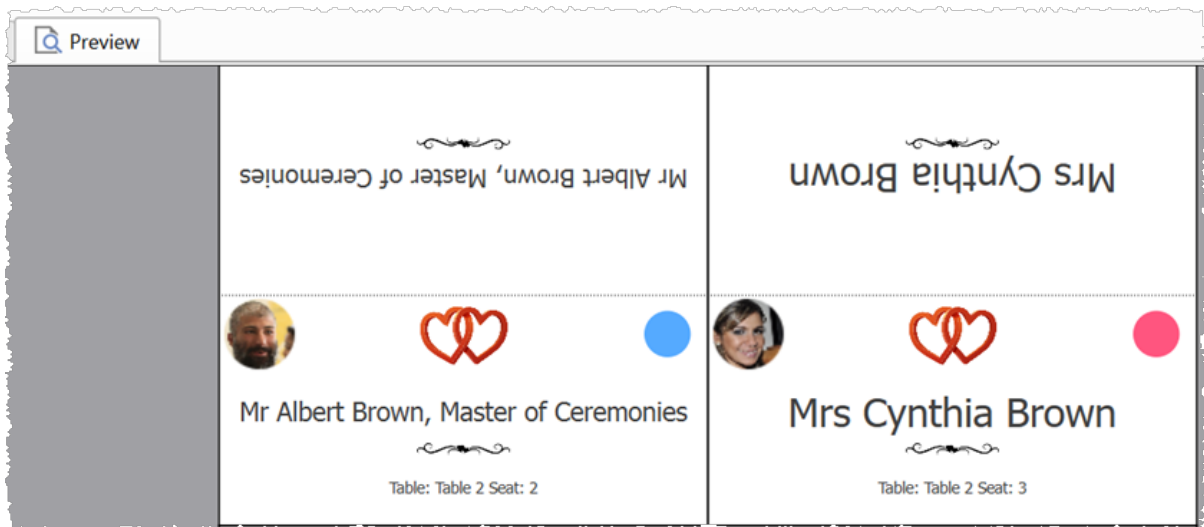 Preview
Mr Albert Brown, Master of Ceremonies
Mrs Cynthia Brown
Mr Albert Brown, Master of Ceremonies
Mrs Cynthia Brown
Table: Table 2 Seat: 2
Table: Table 2 Seat: 3